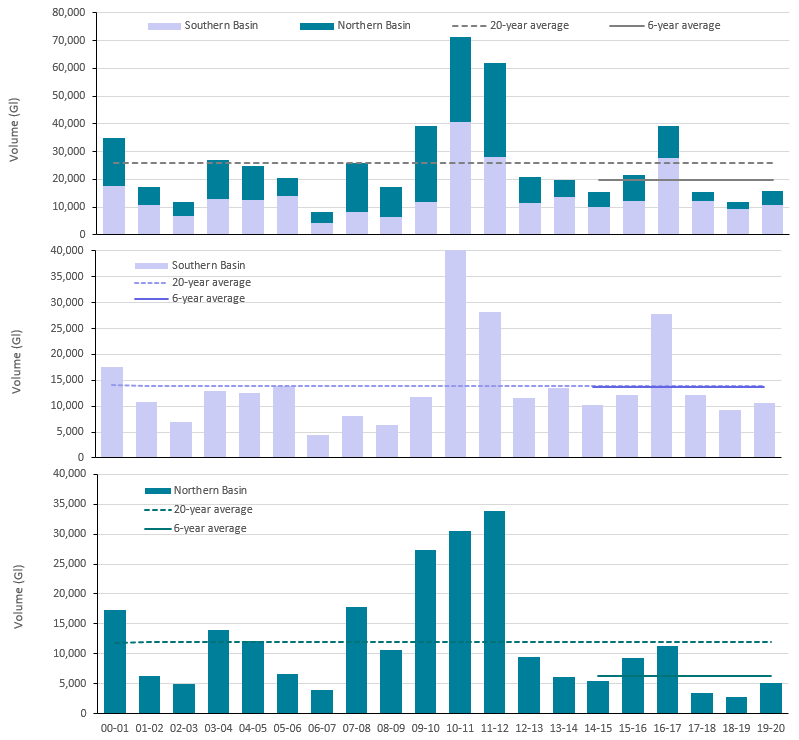 80,000
Southern Basin Northern Basin 20-year average 6-year average
70,000
60,000
50,000
40,000
30,000
20,000
10,000
0
Volume (Gl)
40,000
Southern Basin
35,000
20-year average
6-year average
30,000
25,000
20,000
15,000
10,000
5,000
0
Volume (Gl)
40,000
Northern Basin
35,000
20-year average
6-year average
30,000
25,000
20,000
15,000
10,000
5,000
0
Volume (Gl)
00-01 01-02 02-03 03-04 04-05 05-06 06-07 07-08 08-09 09-10 10-11 11-12 12-13 13-14 14-15 15-16 16-17 17-18 18-19 19-20